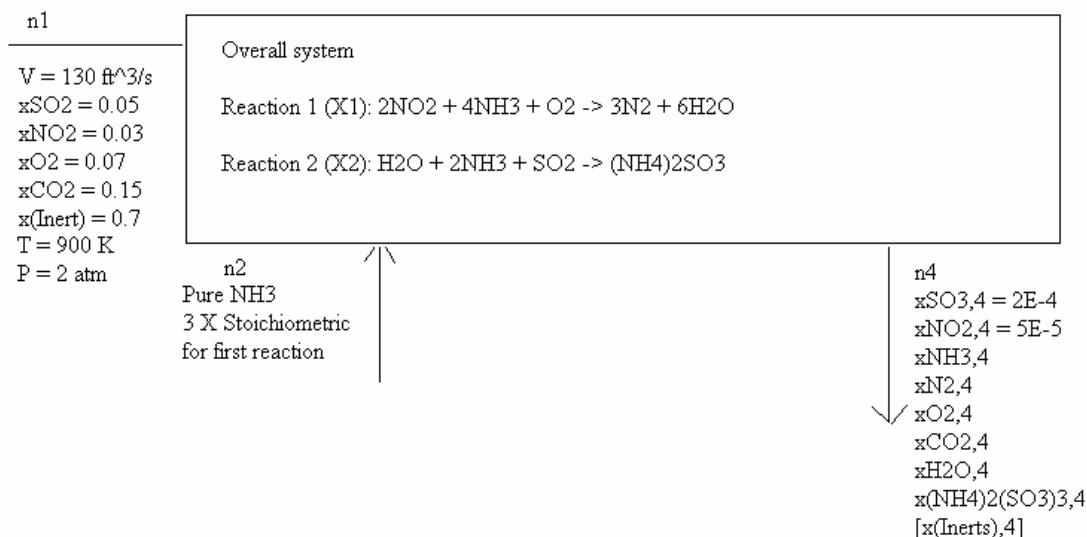 n1
V = 130 ft^3/s
xSO2 = 0.05
xNO2 = 0.03
xO2 = 0.07
xCO2 = 0.15
x(Inert) = 0.7
T = 900 K
P = 2 atm
Overall system
Reaction 1 (X1): 2NO2 + 4NH3 + O2 -> 3N2 + 6H2O
Reaction 2 (X2): H2O + 2NH3 + SO2 -> (NH4)2SO3
n2
Pure NH3
3 X Stoichiometric
for first reaction
n4
xSO3,4 = 2E-4
xNO2,4 = 5E-5
xNH3,4
xN2,4
xO2,4
xCO2,4
xH2O,4
x(NH4)2(SO3)3,4
[x(Inerts),4]